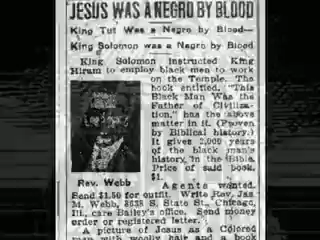 JESUS WAS A NEGRO BY BLOOD
King Tut Was a Negro by Blood—
King Solomon was a Negro by Blood
King Solomon instructed King
Hiram to employ black men to work
on the Temple. The
book entitled, "This
Black Man Was the
Father of Civiliza-
tion," has the above
matter in it. (Proven
by Biblical history.)
It gives 2,000 years
of the black man's
history in the Bible.
Price of said book,
$1.
Rev. Webb
Agents wanted.
Send $1.50 for outfit. Write Rev. Jas.
M. Webb, 3638 S. State St., Chicago,
Ill., care Bailey's office. Send money
order or registered letter.
A picture of Jesus as a Colored
man with woolly hair and a book